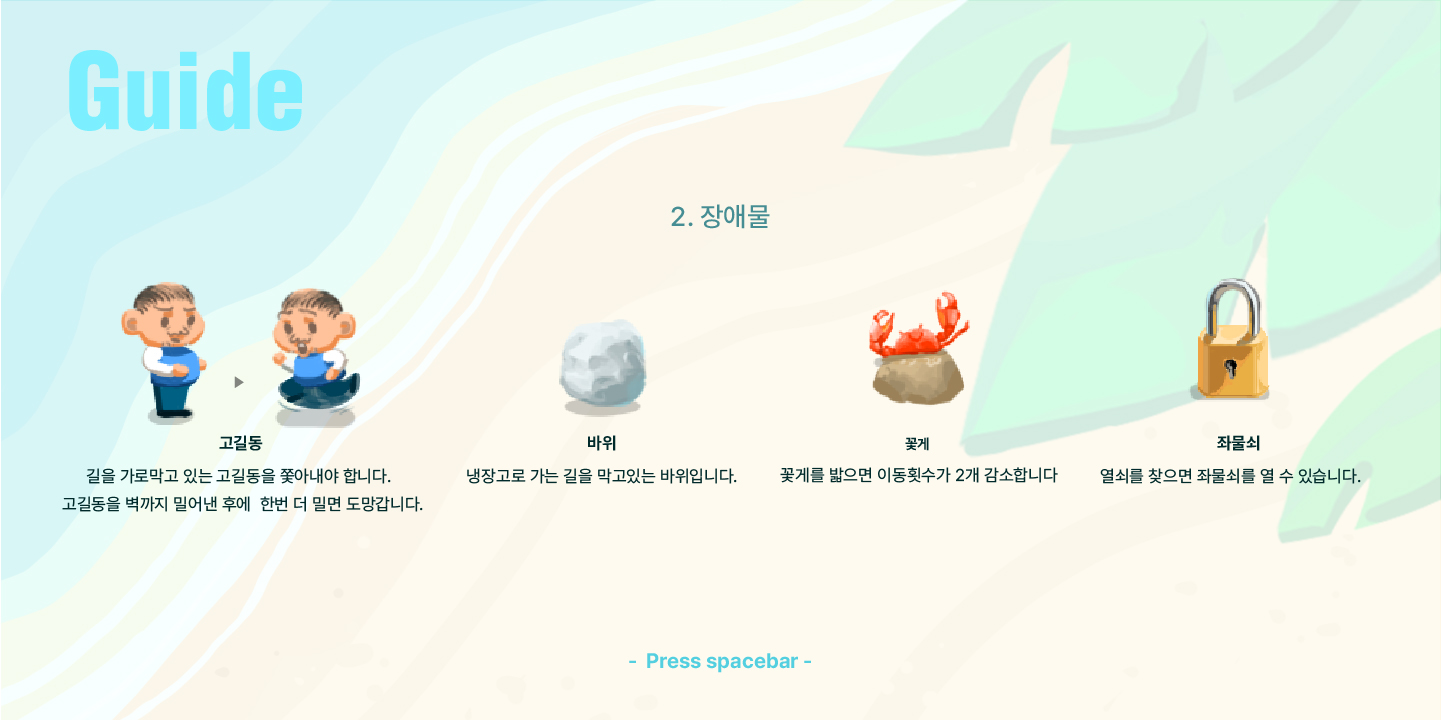 Guide
2. 장애물
고길동
길을 가로막고 있는 고길동을 쫓아내야 합니다.
고길동을 벽까지 밀어낸 후에 한번 더 밀면 도망갑니다.
바위
냉장고로 가는 길을 막고있는 바위입니다.
꽃게
꽃게를 밟으면 이동횟수가 2개 감소합니다
좌물쇠
열쇠를 찾으면 좌물쇠를 열 수 있습니다.
- Press spacebar -